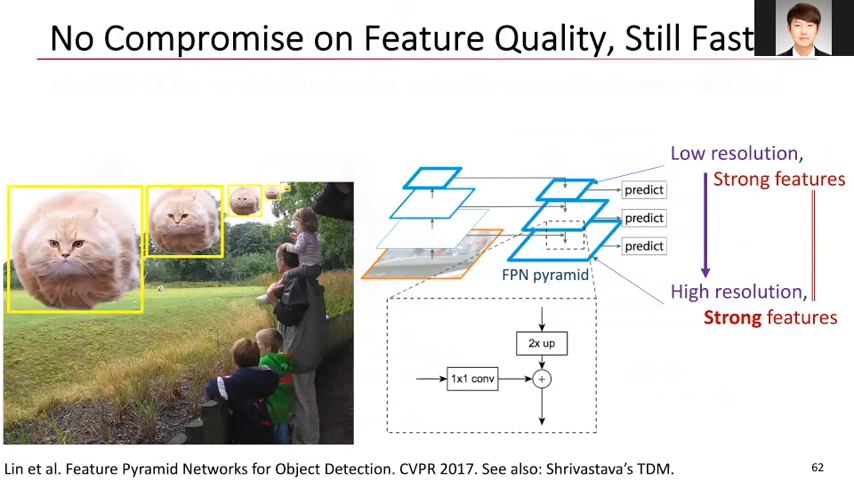 No Compromise on Feature Quality, Still Fast
Low resolution,
Strong features
predict
predict
predict
FPN pyramid
High resolution,
Strong features
2x up
1x1 conv
+
Lin et al. Feature Pyramid Networks for Object Detection. CVPR 2017. See also: Shrivastava's TDM.
62